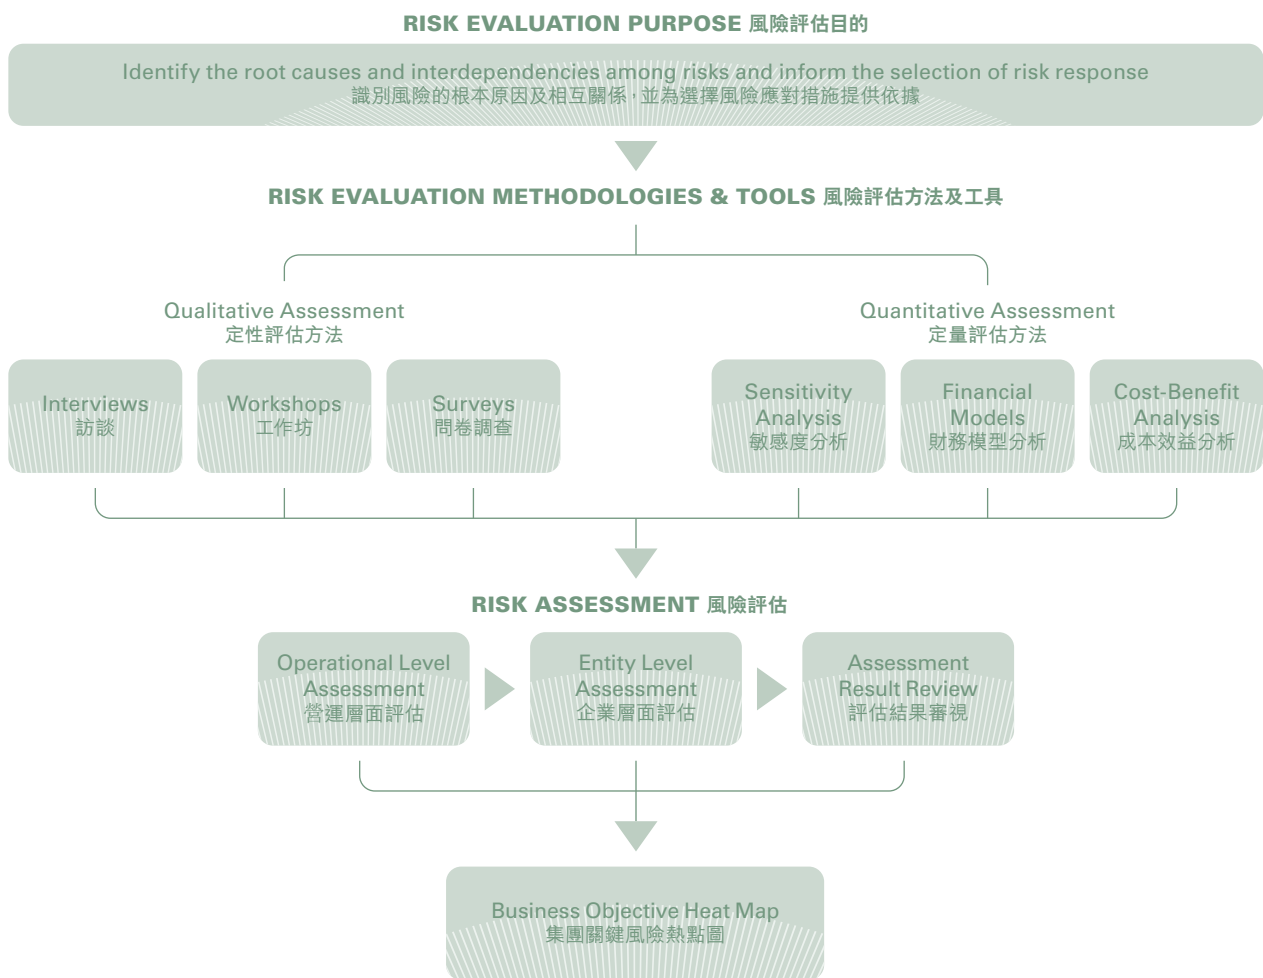 RISK EVALUATION PURPOSE 風險評估目的
Identify the root causes and interdependencies among risks and inform the selection of risk response
識別風險的根本原因及相互關係，並為選擇風險應對措施提供依據
RISK EVALUATION METHODOLOGIES & TOOLS 風險評估方法及工具
Qualitative Assessment
定性評估方法
Quantitative Assessment
定量評估方法
Interviews
訪談
Workshops
工作坊
Surveys
問卷調查
Sensitivity
Analysis
敏感度分析
Financial
Models
財務模型分析
Cost-Benefit
Analysis
成本效益分析
RISK ASSESSMENT 風險評估
Operational Level
Assessment
營運層面評估
Entity Level
Assessment
企業層面評估
Assessment
Result Review
評估結果審視
Business Objective Heat Map
集團關鍵風險熱點圖